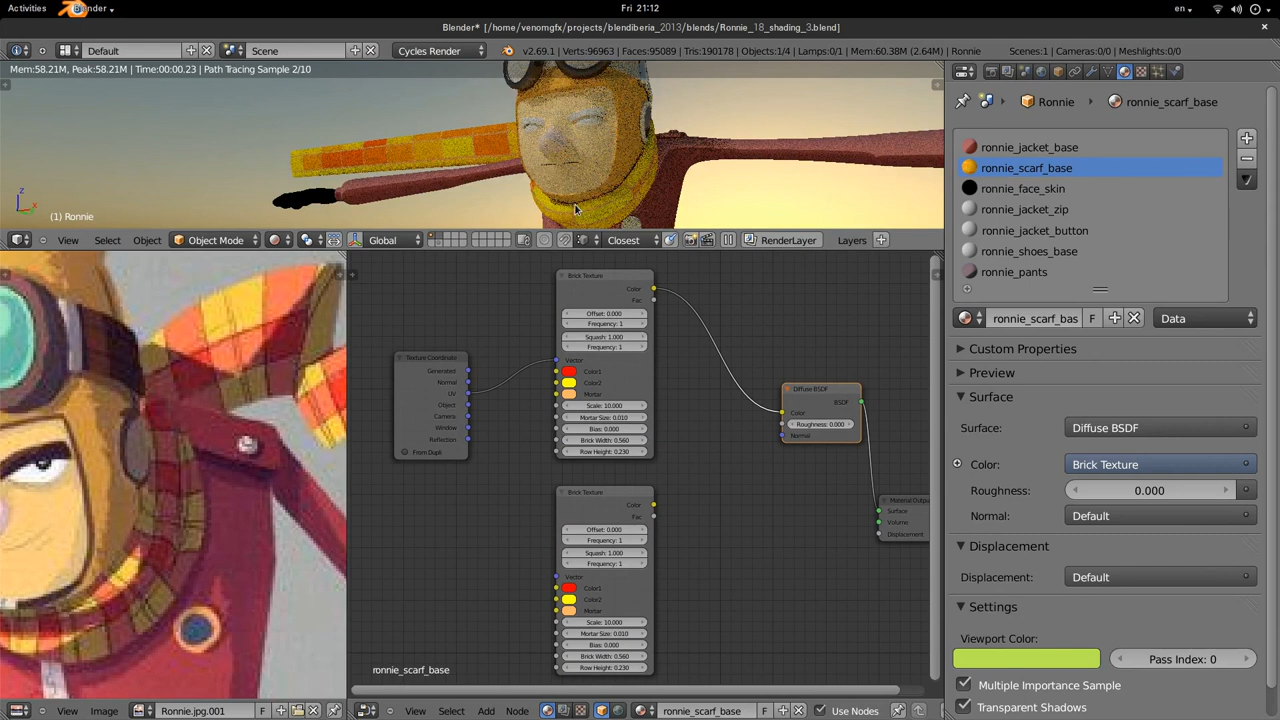 Activities Blender Fri 21:12 en
Blender* [/home/venomgfx/projects/blendiberia_2013/blends/Ronnie_18_shading_3.blend]
Default Scene Cycles Render v2.69.1 | Verts:96963 | Faces:95089 | Tris:190178 | Objects:1/4 | Lamps:0/1 | Mem:60.38M (2.64M) | Ronnie Scenes:1 | Cameras:0/0 | Meshlights:0/0
Mem:58.21M, Peak:58.21M | Time:00:00.23 | Path Tracing Sample 2/10
z
(1) Ronnie
View Select Object Object Mode Global Closest RenderLayer Layers
Ronnie ronnie_scarf_base
ronnie_jacket_base
ronnie_scarf_base
ronnie_face_skin
ronnie_jacket_zip
ronnie_jacket_button
ronnie_shoes_base
ronnie_pants
ronnie_scarf_bas F Data
Custom Properties
Preview
Surface
Surface: Diffuse BSDF
Color: Brick Texture
Roughness: 0.000
Normal: Default
Displacement
Displacement: Default
Settings
Viewport Color:
Pass Index: 0
Multiple Importance Sample
Transparent Shadows
Texture Coordinate
Generated
Normal
UV
Object
Camera
Window
Reflection
From Dupli
Brick Texture
Color
Fac
Offset: 0.000
Frequency: 1
Squash: 1.000
Frequency: 1
Vector
Color1
Color2
Mortar
Scale: 10.000
Mortar Size: 0.010
Bias: 0.000
Brick Width: 0.560
Row Height: 0.230
Brick Texture
Color
Fac
Offset: 0.000
Frequency: 1
Squash: 1.000
Frequency: 1
Vector
Color1
Color2
Mortar
Scale: 10.000
Mortar Size: 0.010
Bias: 0.000
Brick Width: 0.560
Row Height: 0.230
Diffuse BSDF
BSDF
Color
Roughness: 0.000
Normal
Material Output
Surface
Volume
Displacement
ronnie_scarf_base
View Image Ronnie.jpg.001 F
View Select Add Node ronnie_scarf_base F Use Nodes